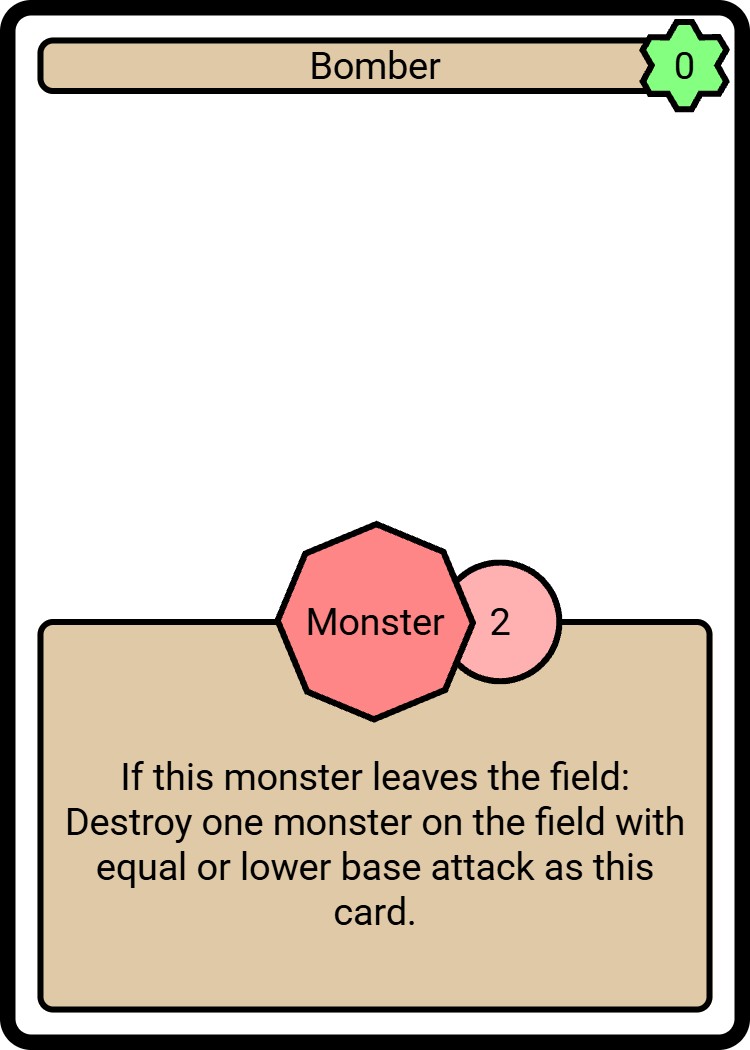 Bomber
0
Monster
2
If this monster leaves the field:
Destroy one monster on the field with
equal or lower base attack as this
card.